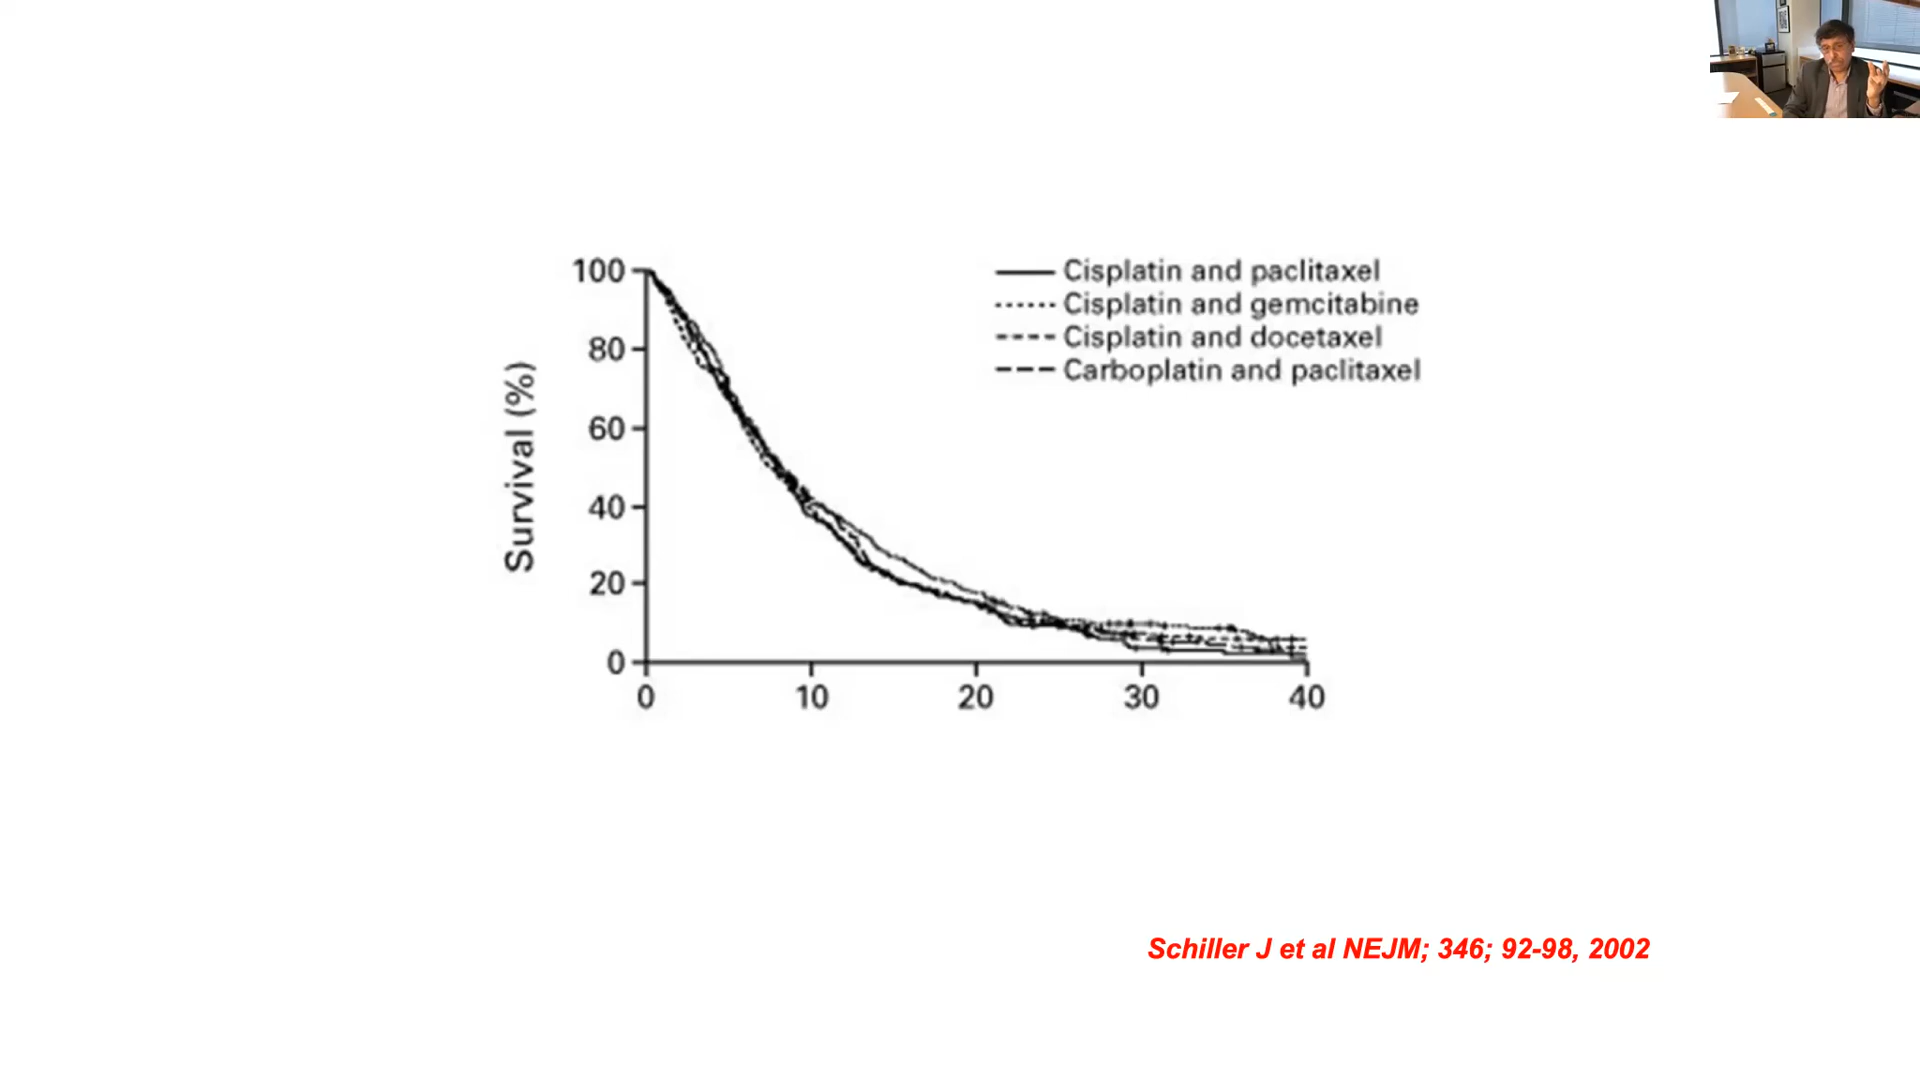 100
80
60
40
20
0
Survival (%)
Cisplatin and paclitaxel
Cisplatin and gemcitabine
Cisplatin and docetaxel
Carboplatin and paclitaxel
0 10 20 30 40
Schiller J et al NEJM; 346; 92-98, 2002